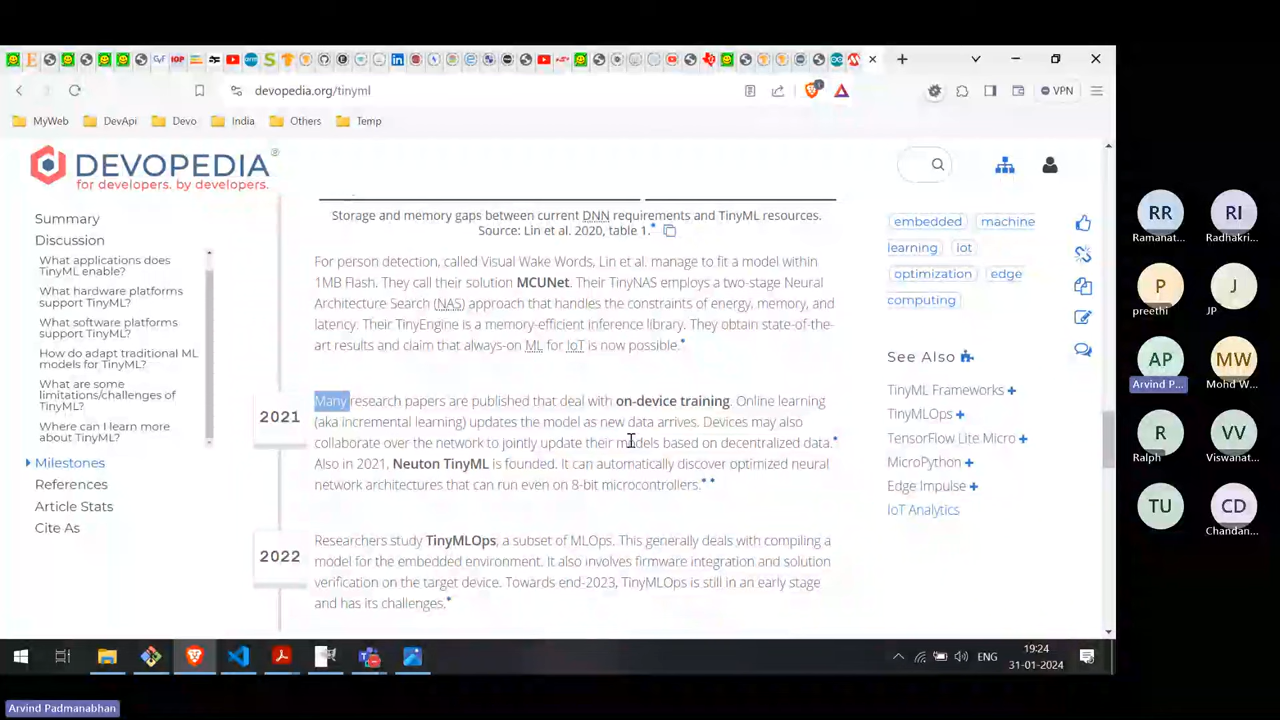 devopedia.org/tinyml
VPN
MyWeb
DevApi
Devo
India
Others
Temp
DEVOPEDIA
for developers. by developers.
Summary
Discussion
What applications does
TinyML enable?
What hardware platforms
support TinyML?
What software platforms
support TinyML?
How do adapt traditional ML
models for TinyML?
What are some
limitations/challenges of
TinyML?
Where can I learn more
about TinyML?
Milestones
References
Article Stats
Cite As
Storage and memory gaps between current DNN requirements and TinyML resources.
Source: Lin et al. 2020, table 1.
For person detection, called Visual Wake Words, Lin et al. manage to fit a model within
1MB Flash. They call their solution MCUNet. Their TinyNAS employs a two-stage Neural
Architecture Search (NAS) approach that handles the constraints of energy, memory, and
latency. Their TinyEngine is a memory-efficient inference library. They obtain state-of-the-
art results and claim that always-on ML for IoT is now possible.
2021
Many research papers are published that deal with on-device training. Online learning
(aka incremental learning) updates the model as new data arrives. Devices may also
collaborate over the network to jointly update their models based on decentralized data.
Also in 2021, Neuton TinyML is founded. It can automatically discover optimized neural
network architectures that can run even on 8-bit microcontrollers.
2022
Researchers study TinyMLOps, a subset of MLOps. This generally deals with compiling a
model for the embedded environment. It also involves firmware integration and solution
verification on the target device. Towards end-2023, TinyMLOps is still in an early stage
and has its challenges.
embedded machine
learning iot
optimization edge
computing
See Also
TinyML Frameworks +
TinyMLOps +
TensorFlow Lite Micro +
MicroPython +
Edge Impulse +
IoT Analytics
ENG
19:24
31-01-2024
RR
Ramanat...
RI
Radhakri...
P
preethi
J
JP
AP
Arvind P...
MW
Mohd W...
R
Ralph
VV
Viswanat...
TU
CD
Chandan...
Arvind Padmanabhan